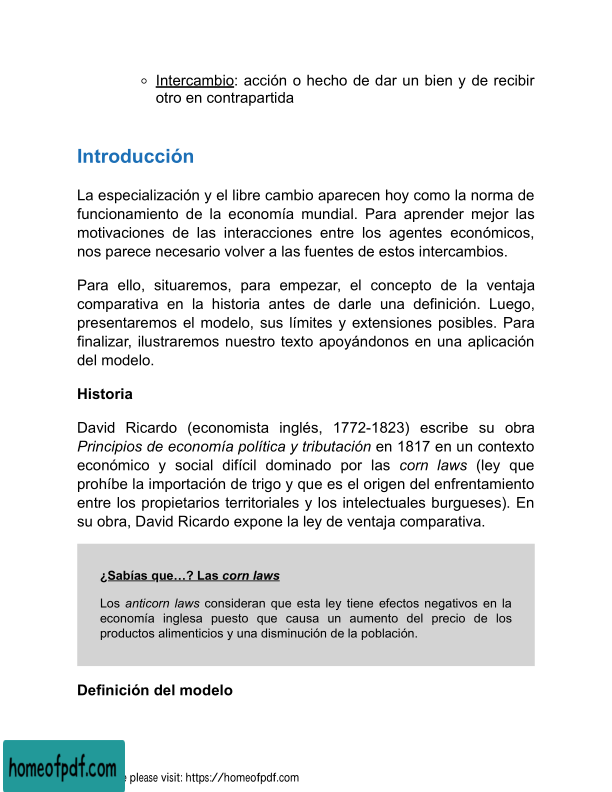 Intercambio: acción o hecho de dar un bien y de recibir
otro en contrapartida
Introducción
La especialización y el libre cambio aparecen hoy como la norma de
funcionamiento de la economía mundial. Para aprender mejor las
motivaciones de las interacciones entre los agentes económicos,
nos parece necesario volver a las fuentes de estos intercambios.
Para ello, situaremos, para empezar, el concepto de la ventaja
comparativa en la historia antes de darle una definición. Luego,
presentaremos el modelo, sus límites y extensiones posibles. Para
finalizar, ilustraremos nuestro texto apoyándonos en una aplicación
del modelo.
Historia
David Ricardo (economista inglés, 1772-1823) escribe su obra
Principios de economía política y tributación en 1817 en un contexto
económico y social difícil dominado por las corn laws (ley que
prohíbe la importación de trigo y que es el origen del enfrentamiento
entre los propietarios territoriales y los intelectuales burgueses). En
su obra, David Ricardo expone la ley de ventaja comparativa.
¿Sabías que…? Las corn laws
Los anticorn laws consideran que esta ley tiene efectos negativos en la
economía inglesa puesto que causa un aumento del precio de los
productos alimenticios y una disminución de la población.
Definición del modelo
homeofpdf.com
please visit: https://homeofpdf.com